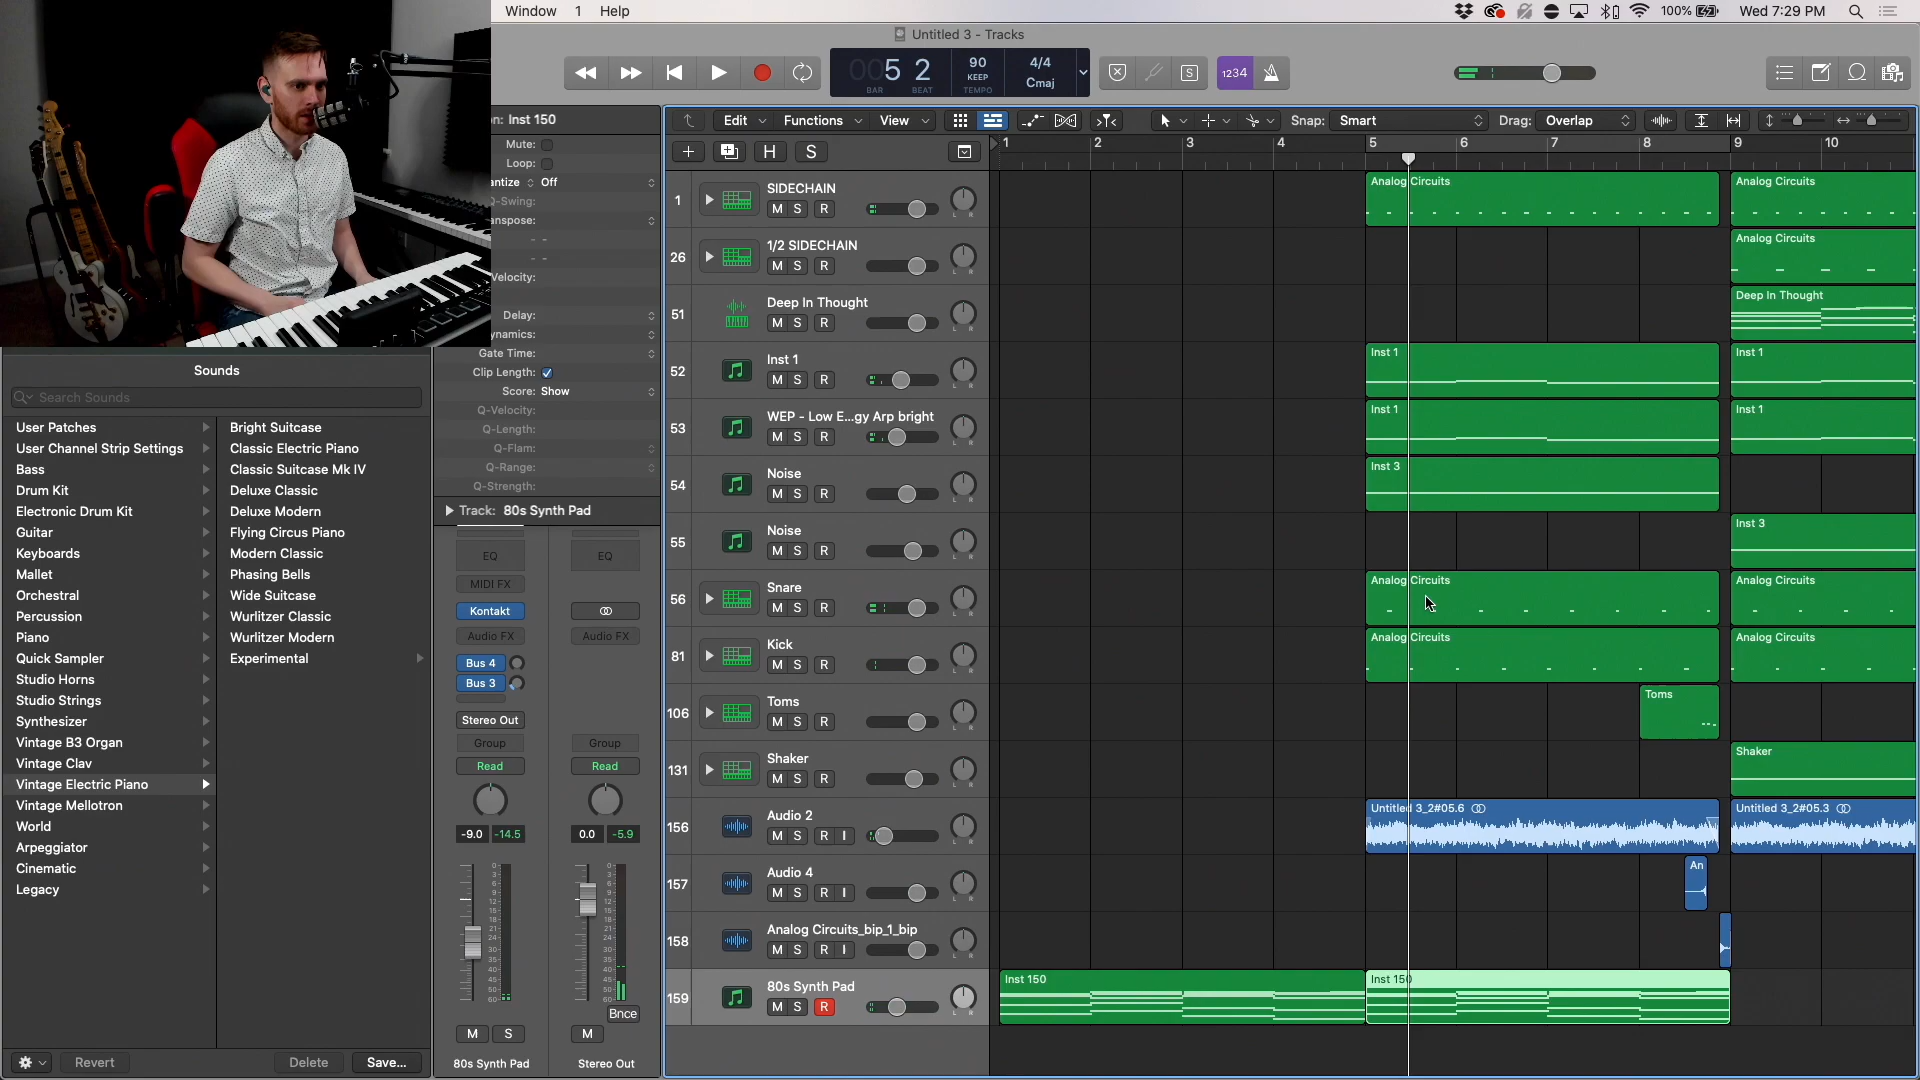 Window 1 Help
100% Wed 7:29 PM
Untitled 3 - Tracks
5 2
BAR BEAT
90
KEEP
TEMPO
4/4
Cmaj
S
1234
n: Inst 150
Mute:
Loop:
antize Off
Q-Swing:
anspose:
- -
- -
Velocity:
Delay:
ynamics:
Gate Time:
Clip Length:
Score: Show
Q-Velocity:
Q-Length:
Q-Flam:
Q-Range:
Q-Strength:
Track: 80s Synth Pad
EQ EQ
MIDI FX
Kontakt
Audio FX Audio FX
Bus 4
Bus 3
Stereo Out
Group Group
Read Read
-9.0 -14.5 0.0 -5.9
Bnce
M S M
80s Synth Pad Stereo Out
Sounds
Search Sounds
User Patches
User Channel Strip Settings
Bass
Drum Kit
Electronic Drum Kit
Guitar
Keyboards
Mallet
Orchestral
Percussion
Piano
Quick Sampler
Studio Horns
Studio Strings
Synthesizer
Vintage B3 Organ
Vintage Clav
Vintage Electric Piano
Vintage Mellotron
World
Arpeggiator
Cinematic
Legacy
Bright Suitcase
Classic Electric Piano
Classic Suitcase Mk IV
Deluxe Classic
Deluxe Modern
Flying Circus Piano
Modern Classic
Phasing Bells
Wide Suitcase
Wurlitzer Classic
Wurlitzer Modern
Experimental
Revert Delete Save...
Edit Functions View Snap: Smart Drag: Overlap
H S
1 2 3 4 5 6 7 8 9 10
1 SIDECHAIN
M S R
Analog Circuits Analog Circuits
26 1/2 SIDECHAIN
M S R
Analog Circuits
51 Deep In Thought
M S R
Deep In Thought
52 Inst 1
M S R
Inst 1 Inst 1
53 WEP - Low E...gy Arp bright
M S R
Inst 1 Inst 1
54 Noise
M S R
Inst 3
55 Noise
M S R
Inst 3
56 Snare
M S R
Analog Circuits Analog Circuits
81 Kick
M S R
Analog Circuits Analog Circuits
106 Toms
M S R
Toms
131 Shaker
M S R
Shaker
156 Audio 2
M S R I
Untitled 3_2#05.6 Untitled 3_2#05.3
157 Audio 4
M S R I
An
158 Analog Circuits_bip_1_bip
M S R I
159 80s Synth Pad
M S R
Inst 150 Inst 150